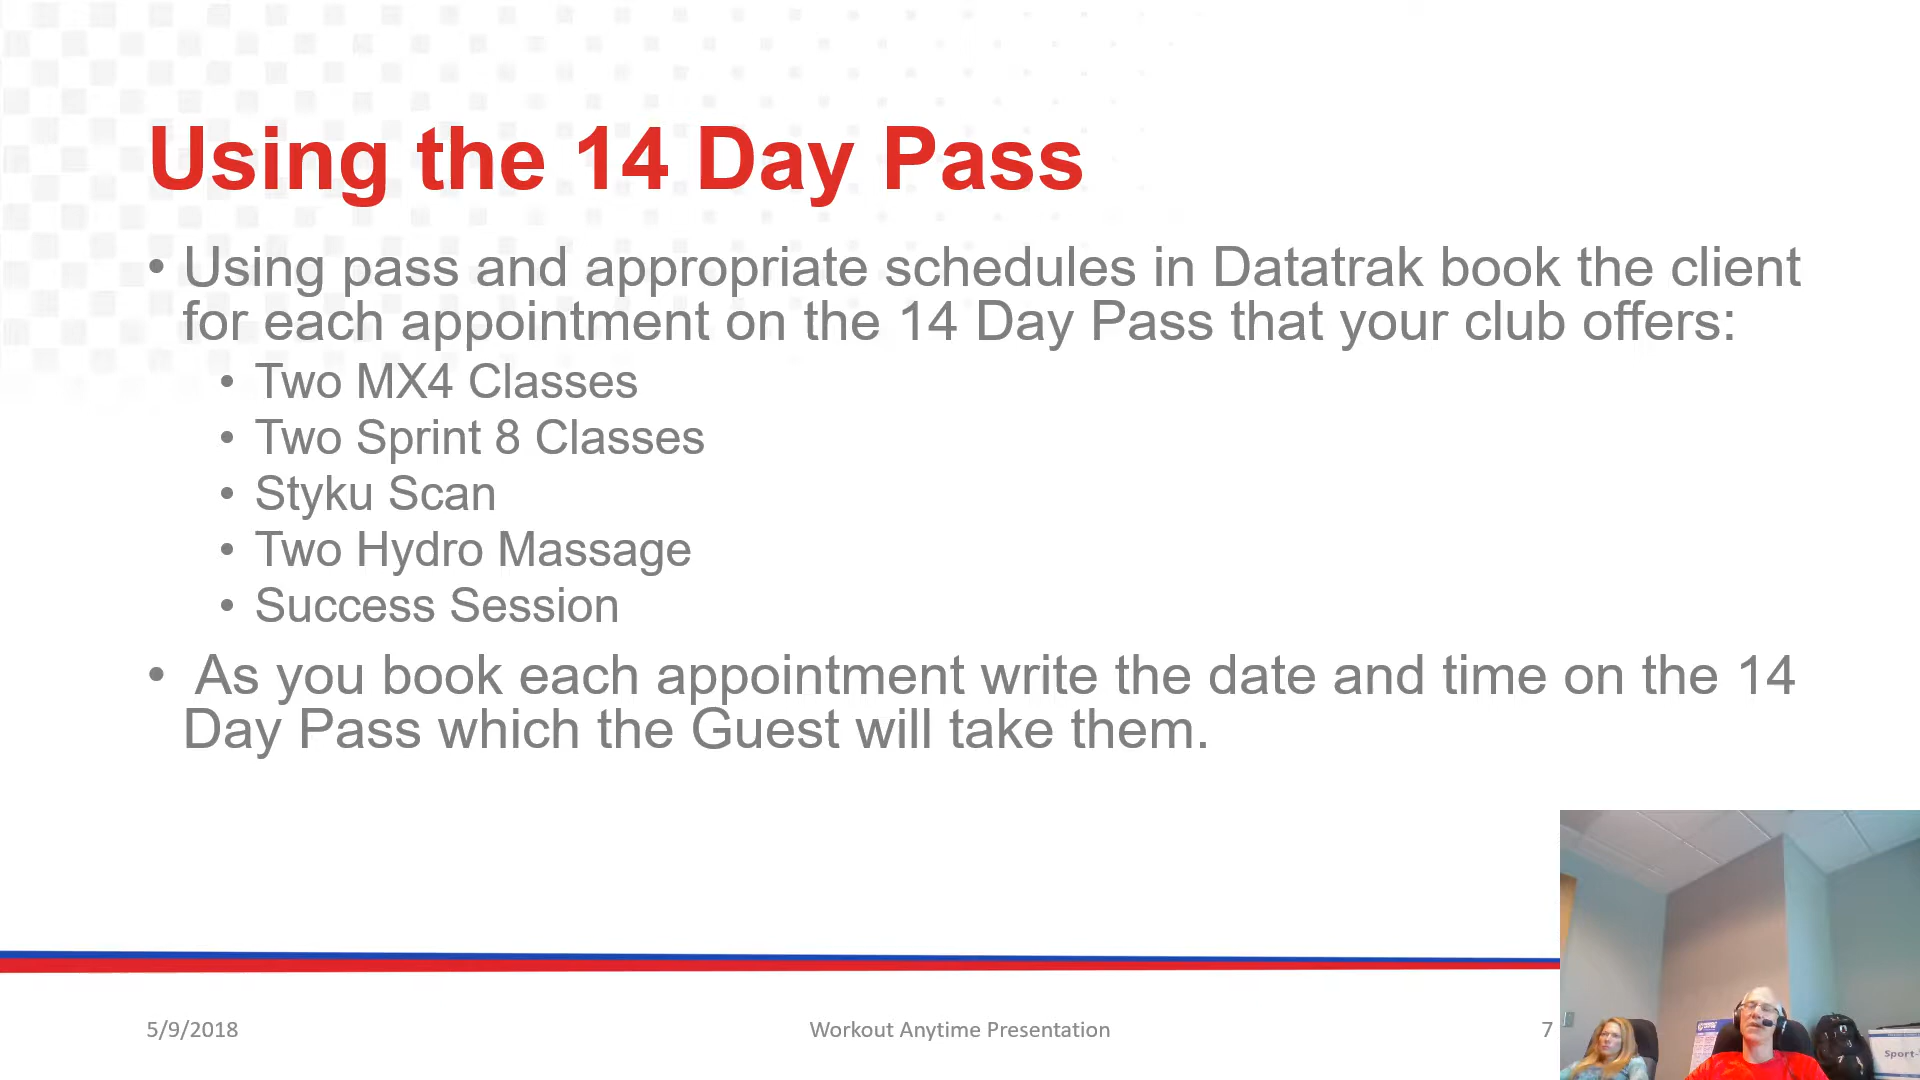 Using the 14 Day Pass
• Using pass and appropriate schedules in Datatrak book the client
for each appointment on the 14 Day Pass that your club offers:
• Two MX4 Classes
• Two Sprint 8 Classes
• Styku Scan
• Two Hydro Massage
• Success Session
• As you book each appointment write the date and time on the 14
Day Pass which the Guest will take them.
5/9/2018
Workout Anytime Presentation
7
Sport-